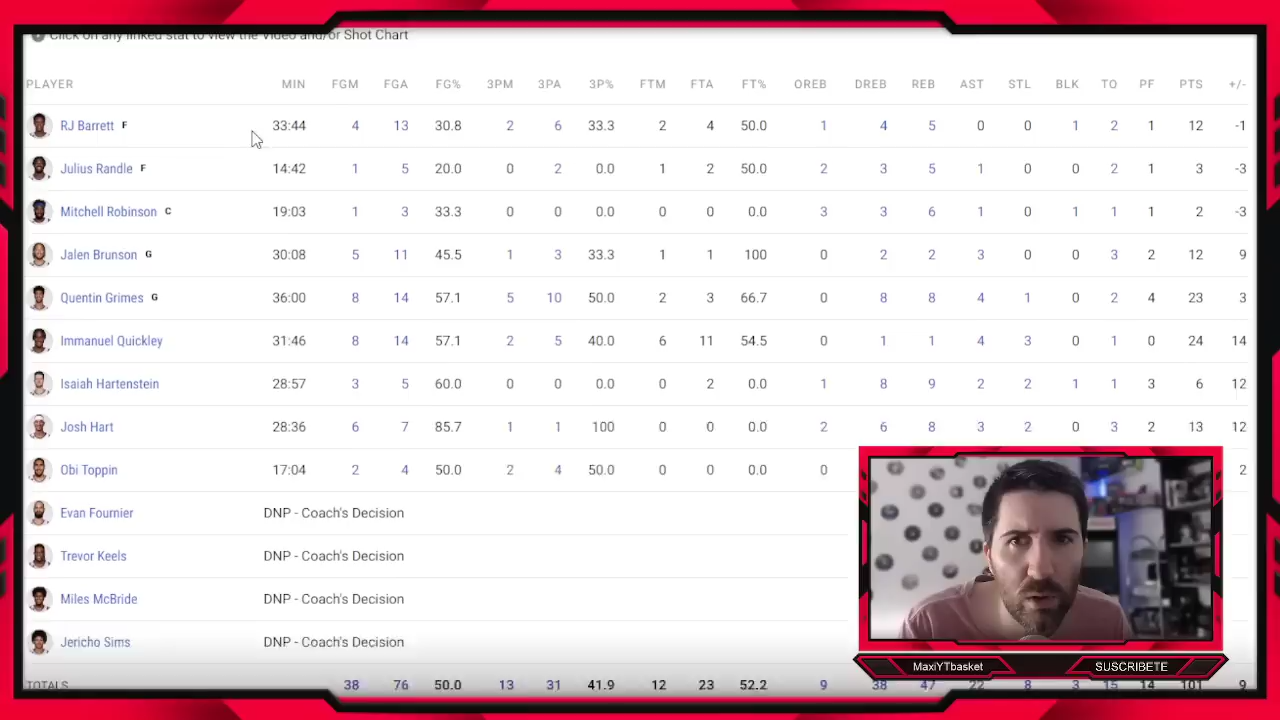 Click on any linked stat to view the Video and/or Shot Chart
PLAYER MIN FGM FGA FG% 3PM 3PA 3P% FTM FTA FT% OREB DREB REB AST STL BLK TO PF PTS +/-
RJ Barrett F 33:44 4 13 30.8 2 6 33.3 2 4 50.0 1 4 5 0 0 1 2 1 12 -1
Julius Randle F 14:42 1 5 20.0 0 2 0.0 1 2 50.0 2 3 5 1 0 0 2 1 3 -3
Mitchell Robinson C 19:03 1 3 33.3 0 0 0.0 0 0 0.0 3 3 6 1 0 1 1 1 2 -3
Jalen Brunson G 30:08 5 11 45.5 1 3 33.3 1 1 100 0 2 2 3 0 0 3 2 12 9
Quentin Grimes G 36:00 8 14 57.1 5 10 50.0 2 3 66.7 0 8 8 4 1 0 2 4 23 3
Immanuel Quickley 31:46 8 14 57.1 2 5 40.0 6 11 54.5 0 1 1 4 3 0 1 0 24 14
Isaiah Hartenstein 28:57 3 5 60.0 0 0 0.0 0 2 0.0 1 8 9 2 2 1 1 3 6 12
Josh Hart 28:36 6 7 85.7 1 1 100 0 0 0.0 2 6 8 3 2 0 3 2 13 12
Obi Toppin 17:04 2 4 50.0 2 4 50.0 0 0 0.0 0 2
Evan Fournier DNP - Coach's Decision
Trevor Keels DNP - Coach's Decision
Miles McBride DNP - Coach's Decision
Jericho Sims DNP - Coach's Decision
MaxiYTbasket SUSCRIBETE
TOTALS 38 76 50.0 13 31 41.9 12 23 52.2 9 38 47 22 8 3 15 14 101 9